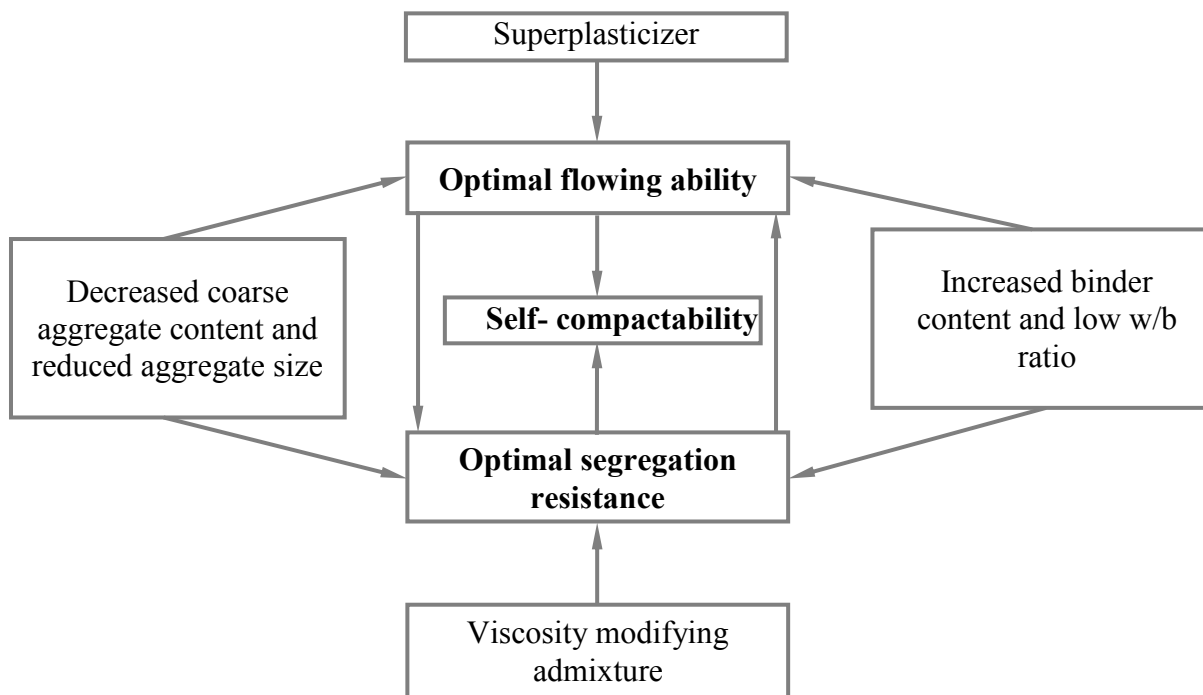 Superplasticizer
Optimal flowing ability
Decreased coarse
aggregate content and
reduced aggregate size
Self- compactability
Increased binder
content and low w/b
ratio
Optimal segregation
resistance
Viscosity modifying
admixture